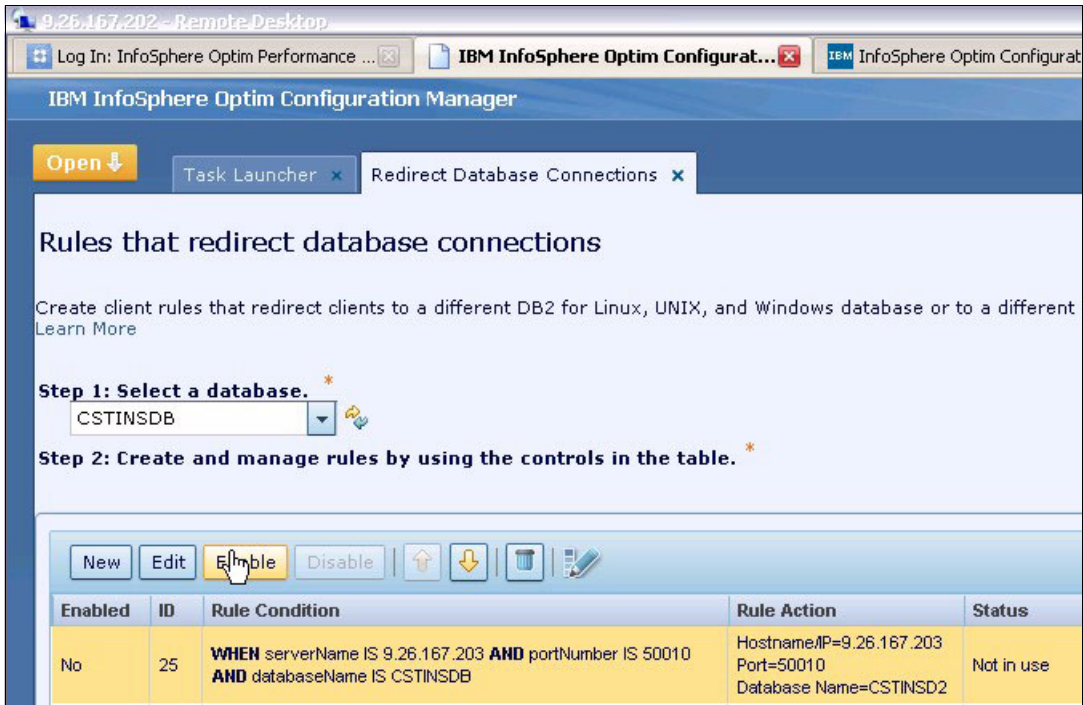 9.26.167.202 - Remote Desktop
Log In: InfoSphere Optim Performance ...
IBM InfoSphere Optim Configurat...
IBM InfoSphere Optim Configurat
IBM InfoSphere Optim Configuration Manager
Open
Task Launcher x
Redirect Database Connections x
Rules that redirect database connections
Create client rules that redirect clients to a different DB2 for Linux, UNIX, and Windows database or to a different
Learn More
Step 1: Select a database. *
CSTINSDB
Step 2: Create and manage rules by using the controls in the table. *
New Edit Enable Disable
Enabled ID Rule Condition Rule Action Status
No 25 WHEN serverName IS 9.26.167.203 AND portNumber IS 50010
AND databaseName IS CSTINSDB
Hostname/IP=9.26.167.203
Port=50010
Database Name=CSTINSD2
Not in use